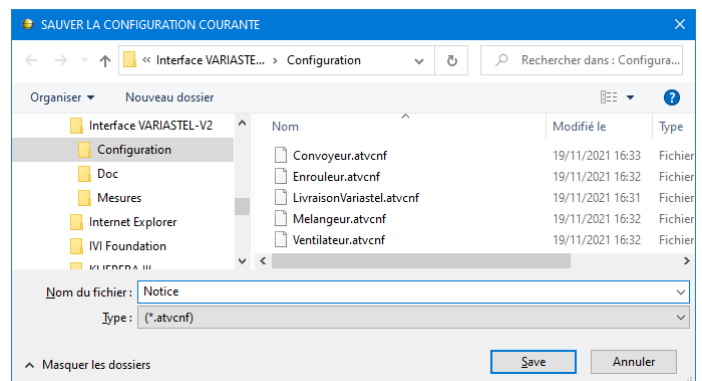 SAUVER LA CONFIGURATION COURANTE
« Interface VARIASTE... > Configuration
Rechercher dans : Configura...
Organiser
Nouveau dossier
Interface VARIASTEL-V2
Configuration
Doc
Mesures
Internet Explorer
IVI Foundation
Nom Modifié le Type
Convoyeur.atvcnf 19/11/2021 16:33 Fichier
Enrouleur.atvcnf 19/11/2021 16:32 Fichier
LivraisonVariastel.atvcnf 19/11/2021 16:31 Fichier
Melangeur.atvcnf 19/11/2021 16:32 Fichier
Ventilateur.atvcnf 19/11/2021 16:32 Fichier
Nom du fichier : Notice
Type : (*.atvcnf)
Masquer les dossiers
Save
Annuler